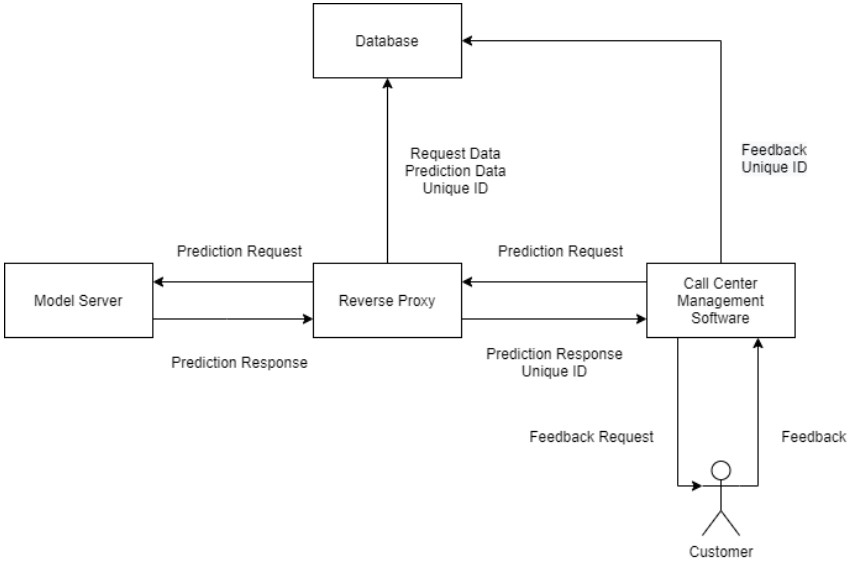 Database
Request Data
Prediction Data
Unique ID
Feedback
Unique ID
Prediction Request
Prediction Request
Model Server
Reverse Proxy
Call Center
Management
Software
Prediction Response
Prediction Response
Unique ID
Feedback Request
Feedback
Customer